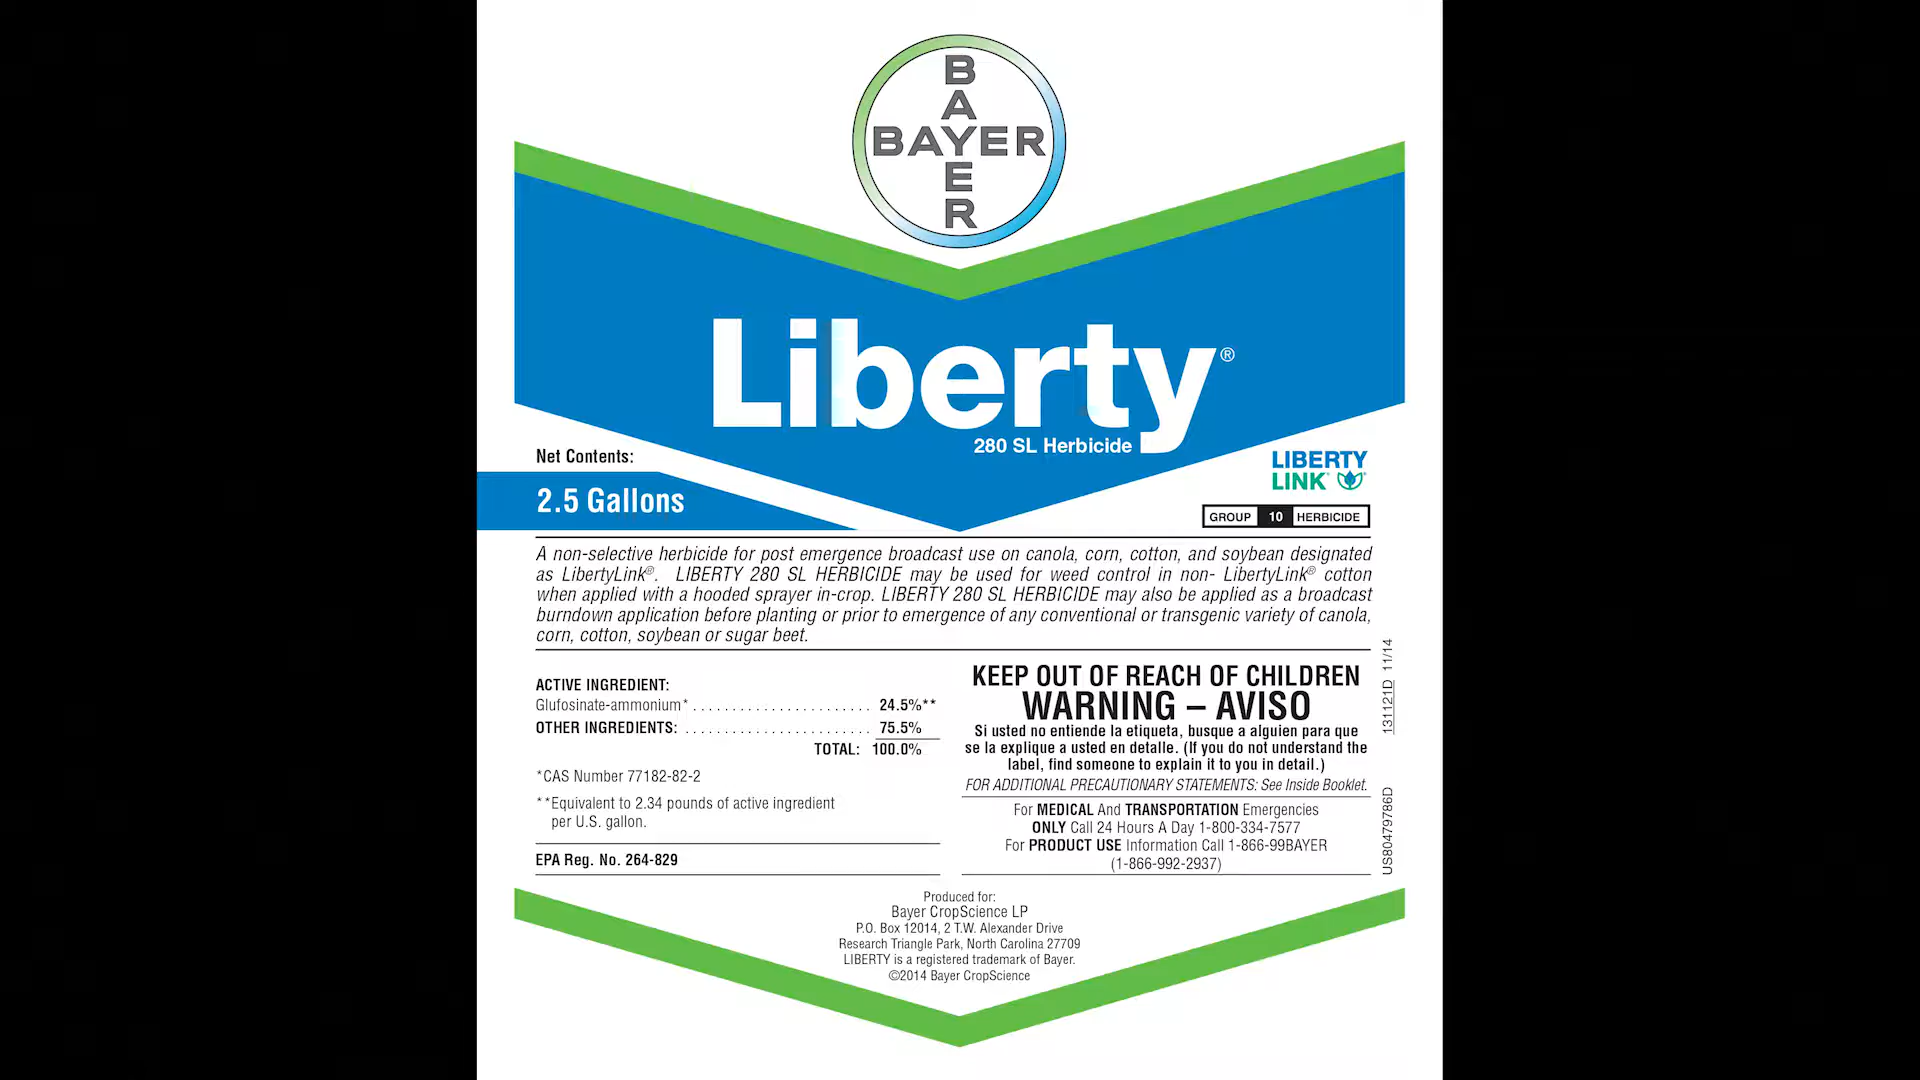 BAYER
BAYER
Liberty®
280 SL Herbicide
Net Contents:
2.5 Gallons
LIBERTY
LINK®
GROUP 10 HERBICIDE
A non-selective herbicide for post emergence broadcast use on canola, corn, cotton, and soybean designated
as LibertyLink®. LIBERTY 280 SL HERBICIDE may be used for weed control in non- LibertyLink® cotton
when applied with a hooded sprayer in-crop. LIBERTY 280 SL HERBICIDE may also be applied as a broadcast
burndown application before planting or prior to emergence of any conventional or transgenic variety of canola,
corn, cotton, soybean or sugar beet.
ACTIVE INGREDIENT:
Glufosinate-ammonium* . . . . . . . . . . . . . . . . . . . . . . . 24.5%**
OTHER INGREDIENTS: . . . . . . . . . . . . . . . . . . . . . . . . 75.5%
TOTAL: 100.0%
*CAS Number 77182-82-2
**Equivalent to 2.34 pounds of active ingredient
per U.S. gallon.
EPA Reg. No. 264-829
KEEP OUT OF REACH OF CHILDREN
WARNING – AVISO
Si usted no entiende la etiqueta, busque a alguien para que
se la explique a usted en detalle. (If you do not understand the
label, find someone to explain it to you in detail.)
FOR ADDITIONAL PRECAUTIONARY STATEMENTS: See Inside Booklet.
For MEDICAL And TRANSPORTATION Emergencies
ONLY Call 24 Hours A Day 1-800-334-7577
For PRODUCT USE Information Call 1-866-99BAYER
(1-866-992-2937)
US80479786D 131121D 11/14
Produced for:
Bayer CropScience LP
P.O. Box 12014, 2 T.W. Alexander Drive
Research Triangle Park, North Carolina 27709
LIBERTY is a registered trademark of Bayer.
©2014 Bayer CropScience